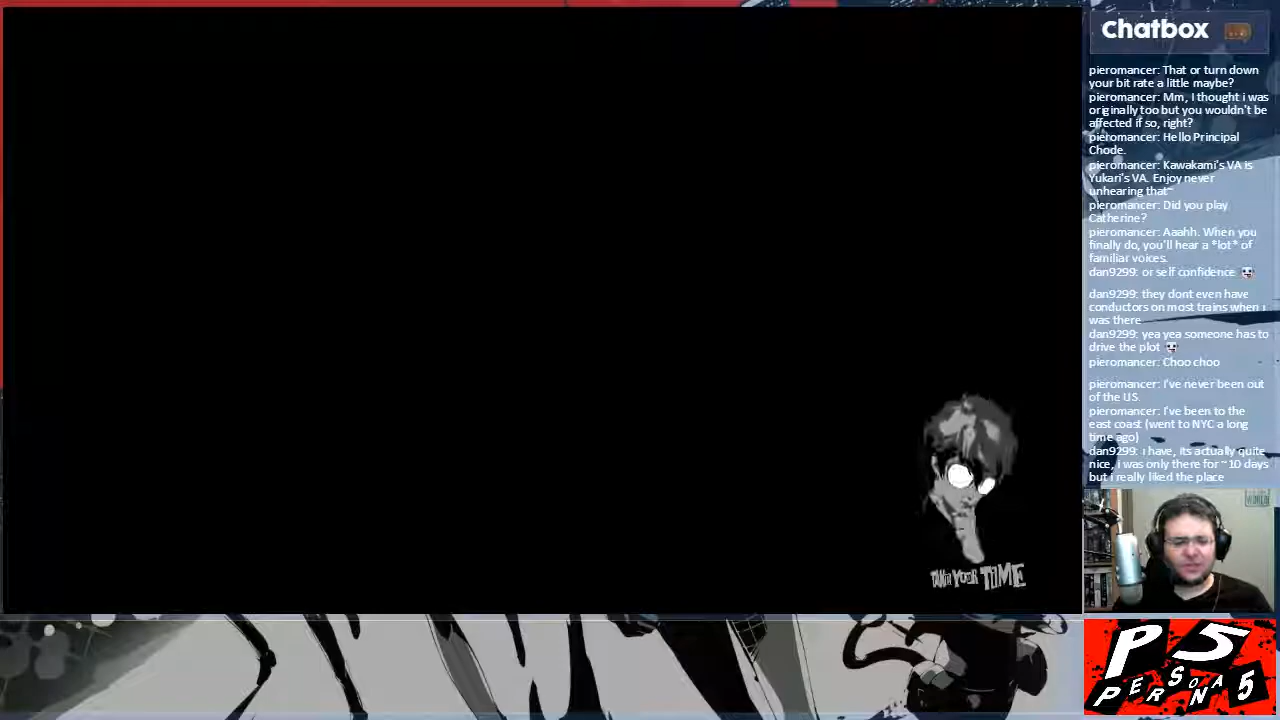 Chatbox
pieromancer: That or turn down
your bit rate a little maybe?
pieromancer: Mm, I thought i was
originally too but you wouldn't be
affected if so, right?
pieromancer: Hello Principal
Chode.
pieromancer: Kawakami's VA is
Yukari's VA. Enjoy never
unhearing that~
pieromancer: Did you play
Catherine?
pieromancer: Aaahh. When you
finally do, you'll hear a *lot* of
familiar voices.
dan9299: or self confidence
dan9299: they dont even have
conductors on most trains when i
was there
dan9299: yea yea someone has to
drive the plot
pieromancer: Choo choo
pieromancer: I've never been out
of the US.
pieromancer: I've been to the
east coast (went to NYC a long
time ago)
dan9299: i have, its actually quite
nice, i was only there for ~10 days
but i really liked the place
TAKE YOUR TIME
P5
PERSONA 5